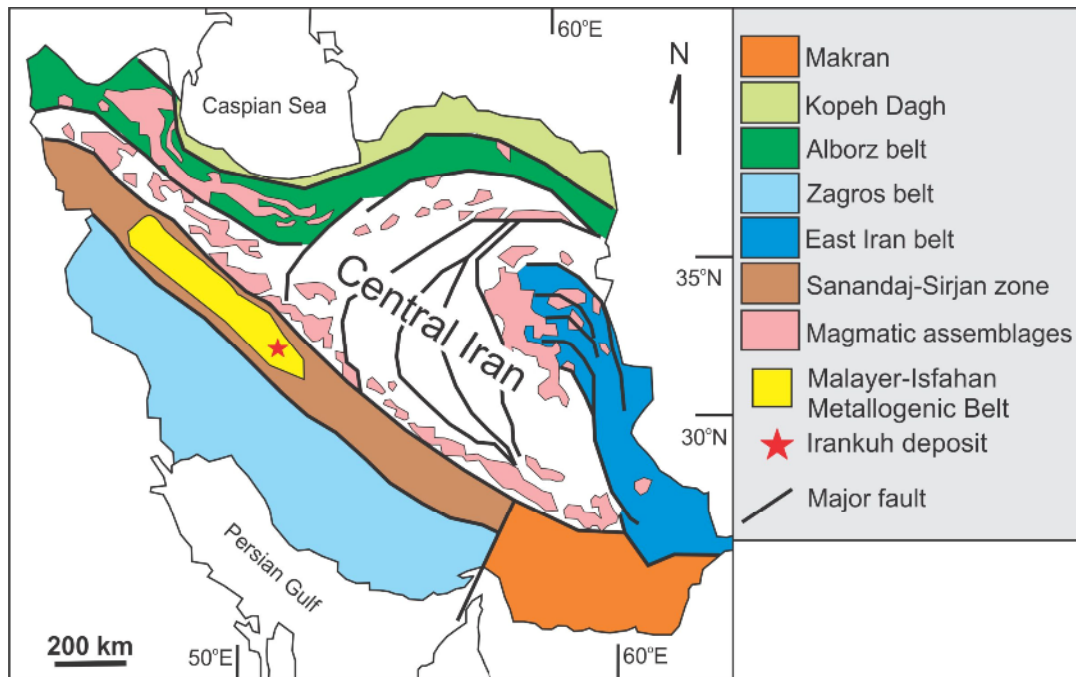 60°E
Caspian Sea
N
Central Iran
35°N
30°N
Persian Gulf
200 km
50°E
60°E
Makran
Kopeh Dagh
Alborz belt
Zagros belt
East Iran belt
Sanandaj-Sirjan zone
Magmatic assemblages
Malayer-Isfahan
Metallogenic Belt
Irankuh deposit
Major fault